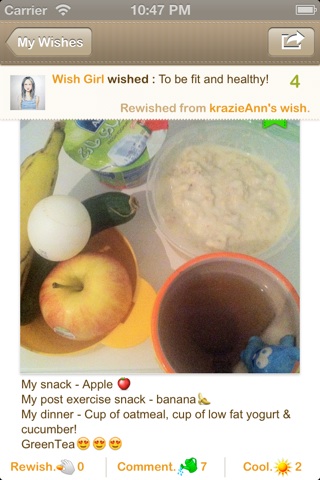 Carrier 10:47 PM
My Wishes
Wish Girl wished : To be fit and healthy! 4
Rewished from krazieAnn's wish.
My snack - Apple 🍎
My post exercise snack - banana🍌
My dinner - Cup of oatmeal, cup of low fat yogurt &
cucumber!
GreenTea😍😍😍
Rewish. 0 Comment. 7 Cool. 2